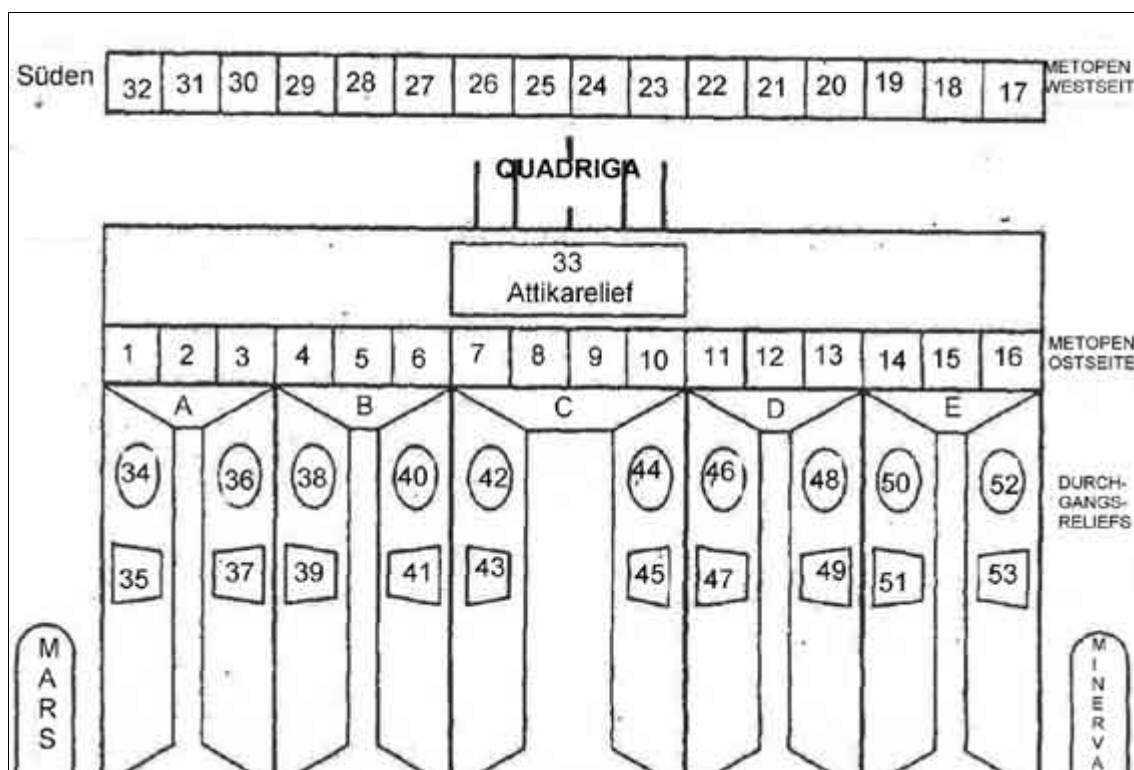 METOPEN
Süden 32 31 30 29 28 27 26 25 24 23 22 21 20 19 18 17 WESTSEIT
QUADRIGA
33
Attikarelief
1 2 3 4 5 6 7 8 9 10 11 12 13 14 15 16 METOPEN
OSTSEITE
A B C D E
34 36 38 40 42 44 46 48 50 52 DURCH-
GANGS-
RELIEFS
35 37 39 41 43 45 47 49 51 53
MARS
MINERVA